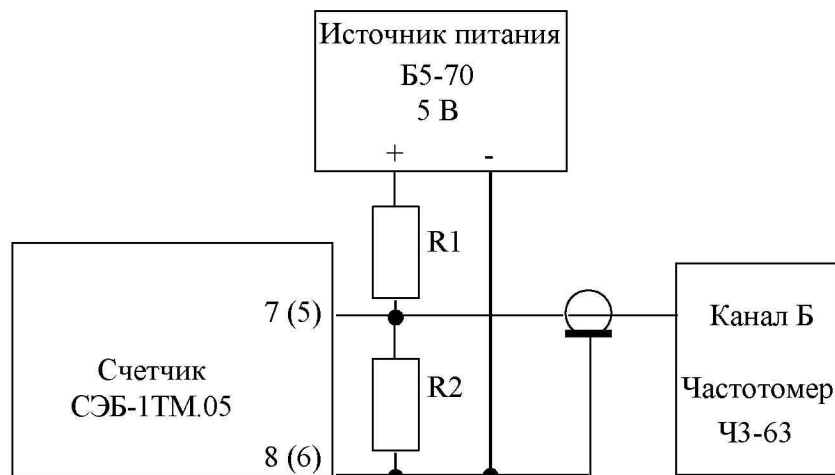 Источник питания
Б5-70
5 В
+ -
R1
7 (5)
Канал Б
Счетчик
СЭБ-1ТМ.05
R2
Частотомер
Ч3-63
8 (6)